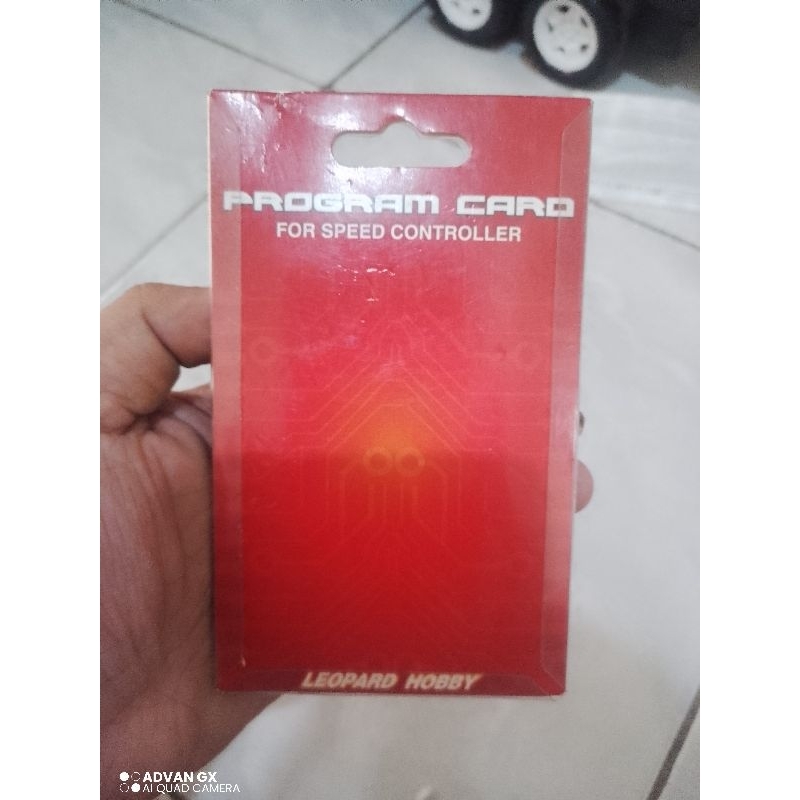 PROGRAM CARD
FOR SPEED CONTROLLER
LEOPARD HOBBY
ADVAN GX
AI QUAD CAMERA